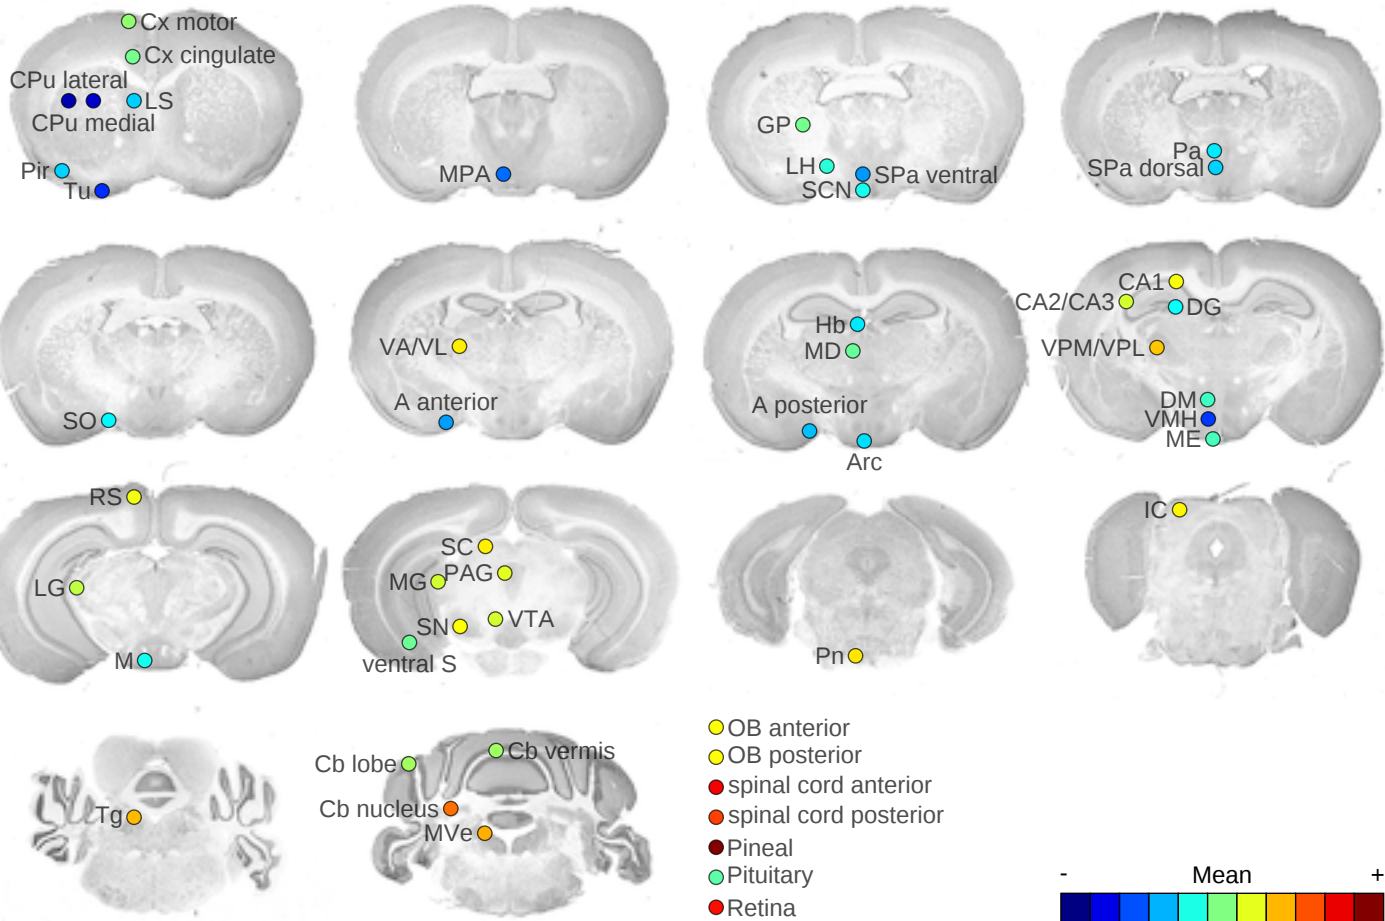 Cx motor
Cx cingulate
CPu lateral
LS
CPu medial
Pir
Tu
MPA
GP
LH
SPa ventral
SCN
Pa
SPa dorsal
SO
VA/VL
A anterior
Hb
MD
A posterior
Arc
CA1
CA2/CA3
DG
VPM/VPL
DM
VMH
ME
RS
LG
M
SC
PAG
MG
VTA
SN
ventral S
Pn
IC
Tg
Cb vermis
Cb lobe
Cb nucleus
MVe
OB anterior
OB posterior
spinal cord anterior
spinal cord posterior
Pineal
Pituitary
Retina
- Mean +